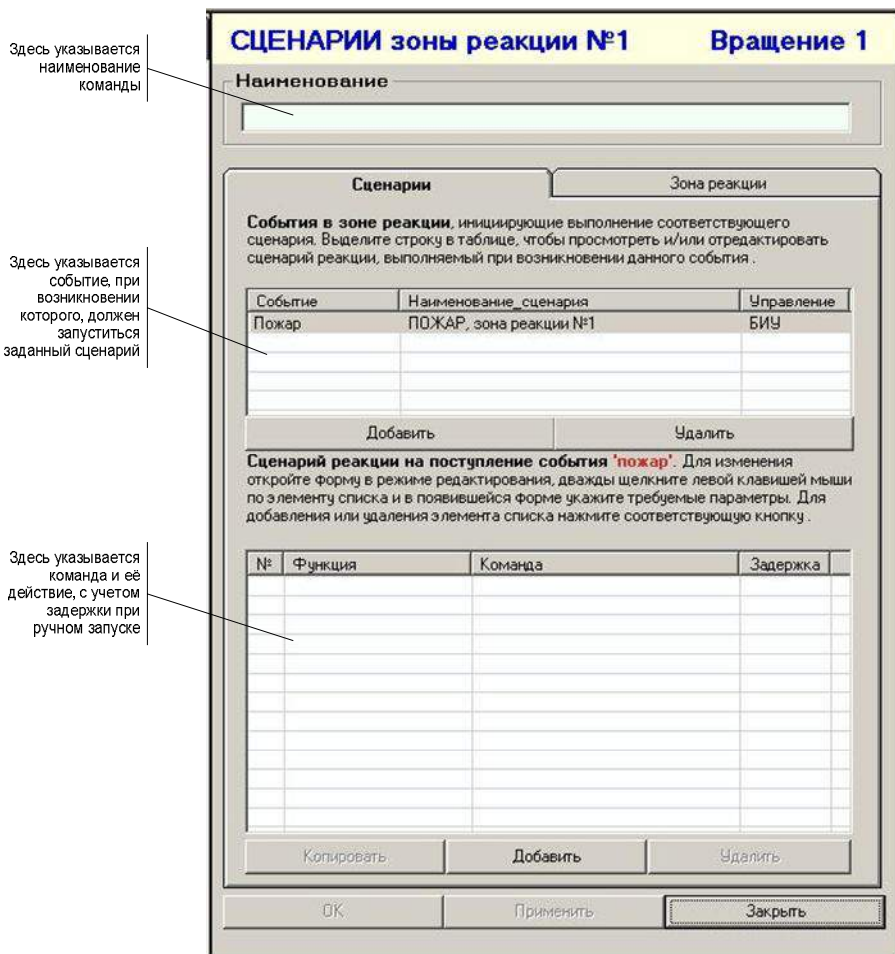 Здесь указывается
наименование
команды
СЦЕНАРИИ зоны реакции №1 Вращение 1
Наименование
Сценарии Зона реакции
События в зоне реакции, инициирующие выполнение соответствующего
сценария. Выделите строку в таблице, чтобы просмотреть и/или отредактировать
сценарий реакции, выполняемый при возникновении данного события .
Здесь указывается
событие, при
возникновении
которого, должен
запуститься
заданный сценарий
Событие Наименование_сценария Управление
Пожар ПОЖАР, зона реакции №1 БИУ
Добавить Удалить
Сценарий реакции на поступление события 'пожар'. Для изменения
откройте форму в режиме редактирования, дважды щелкните левой клавишей мыши
по элементу списка и в появившейся форме укажите требуемые параметры. Для
добавления или удаления элемента списка нажмите соответствующую кнопку .
Здесь указывается
команда и её
действие, с учетом
задержки при
ручном запуске
№ Функция Команда Задержка
Копировать Добавить Удалить
OK Применить Закрыть